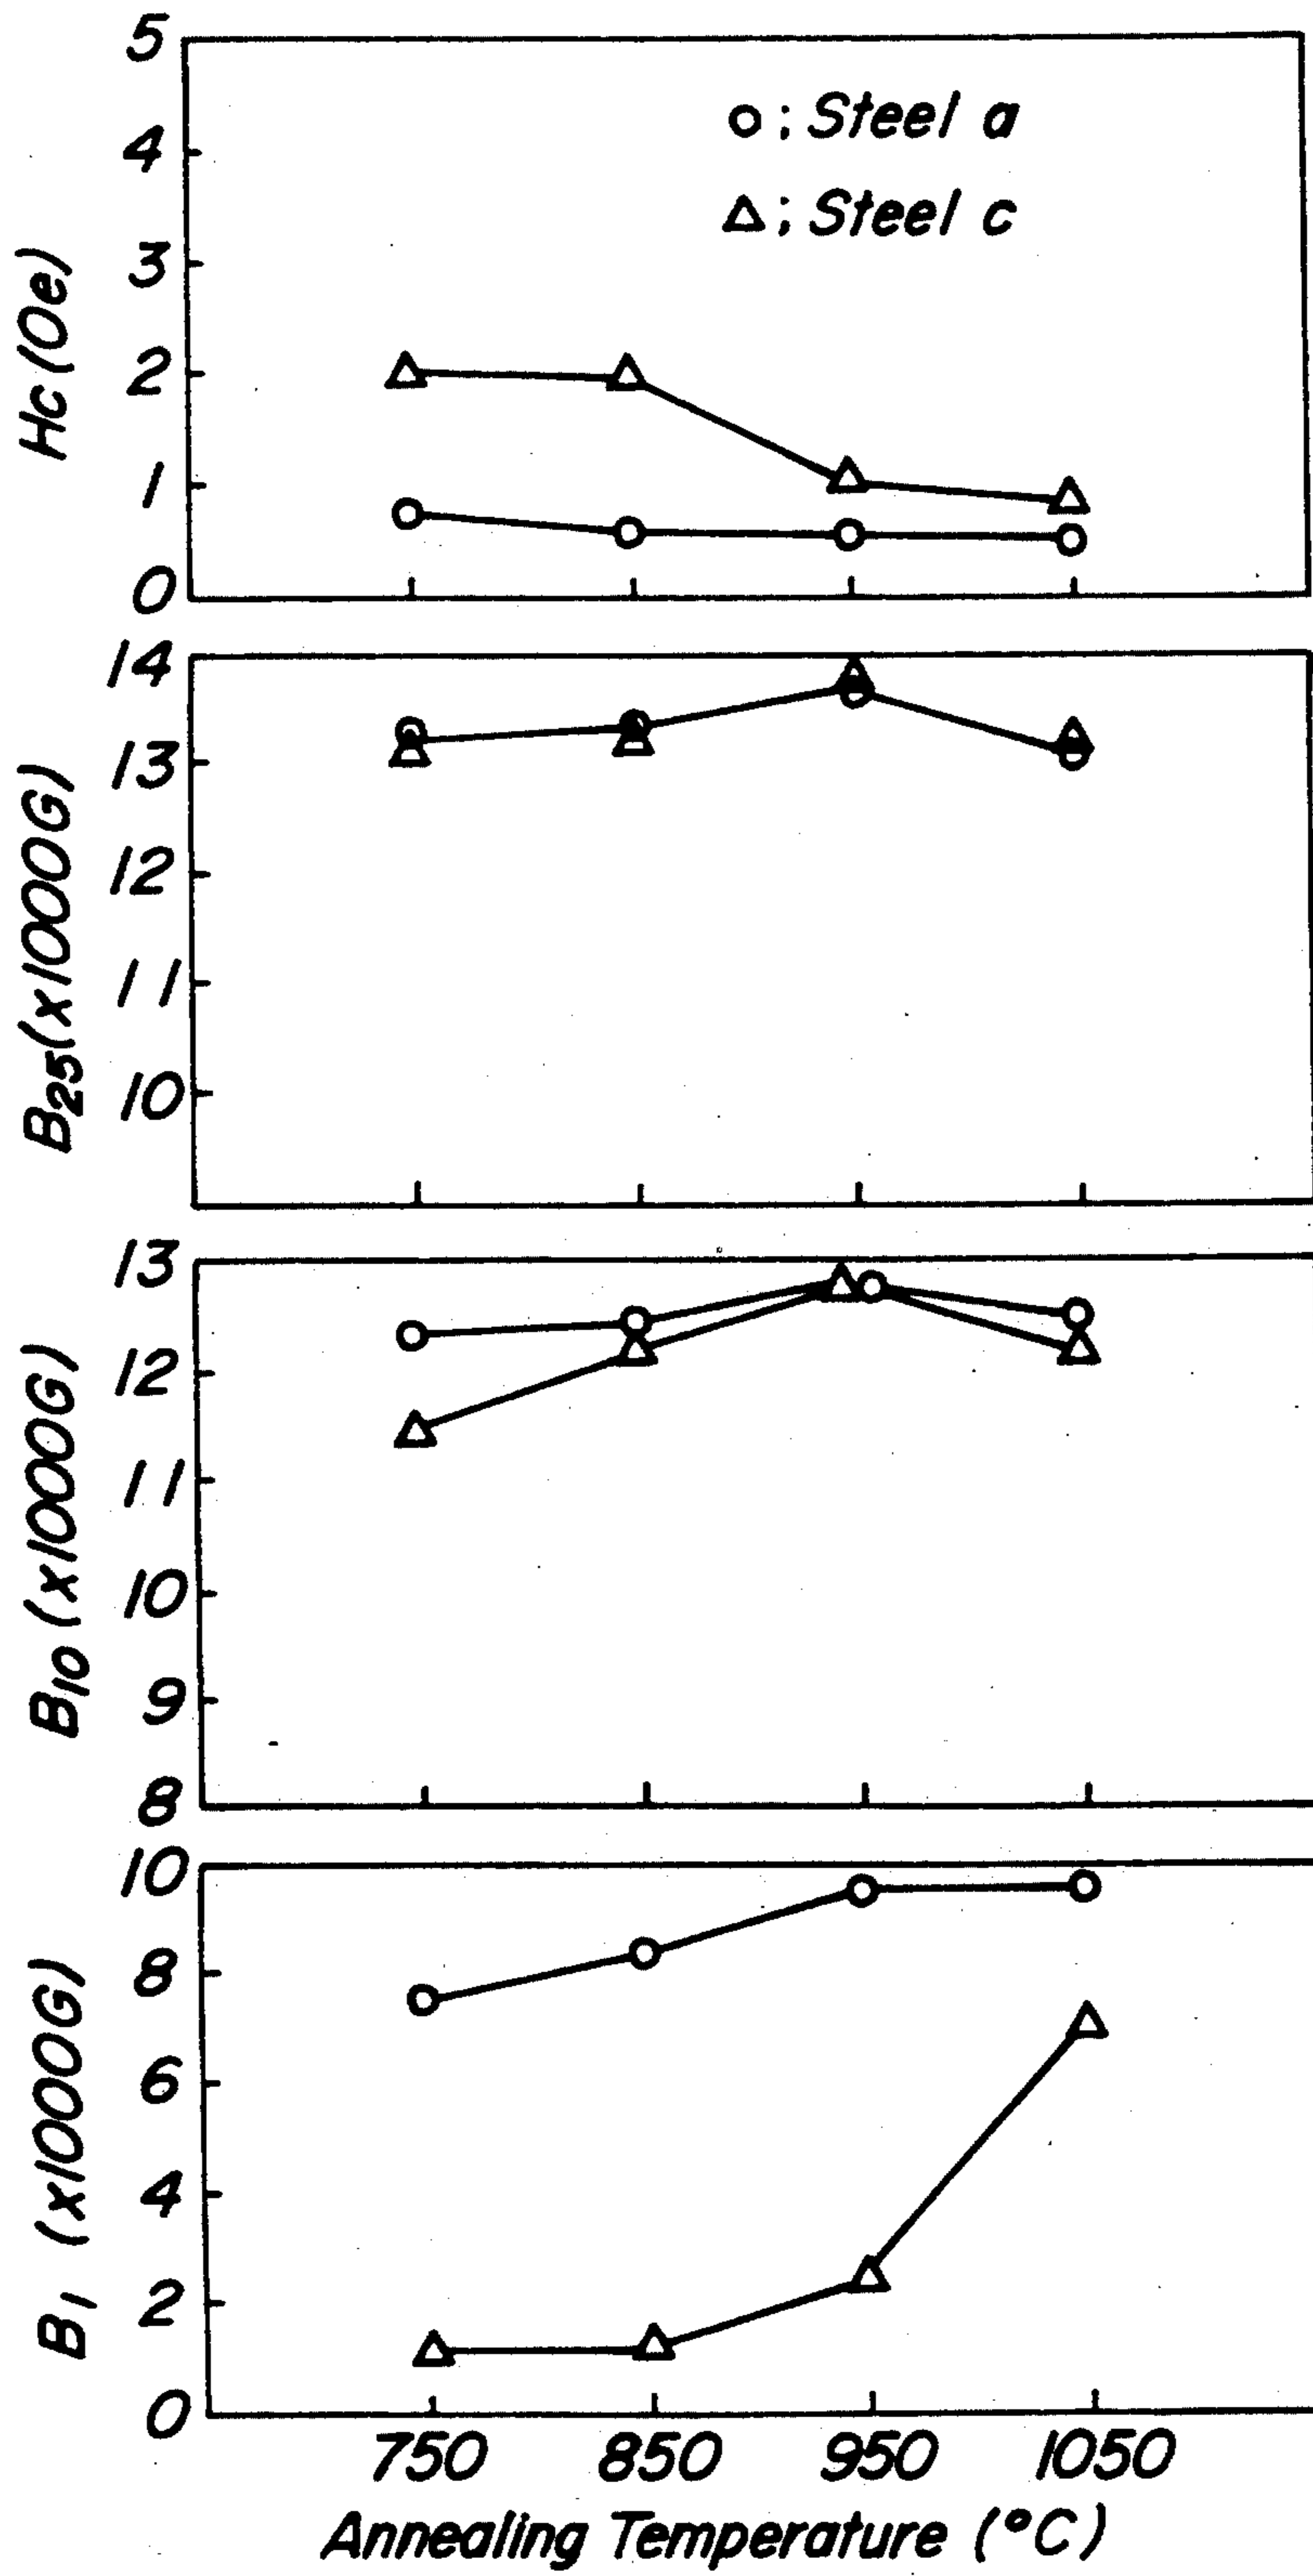 5
4
3
2
1
0
Hc (Oe)
O ; Steel a
△ ; Steel c
14
13
12
11
10
B25 (x1000G)
13
12
11
10
9
8
B10 (x1000G)
10
8
6
4
2
0
B1 (x1000G)
750 850 950 1050
Annealing Temperature (°C)